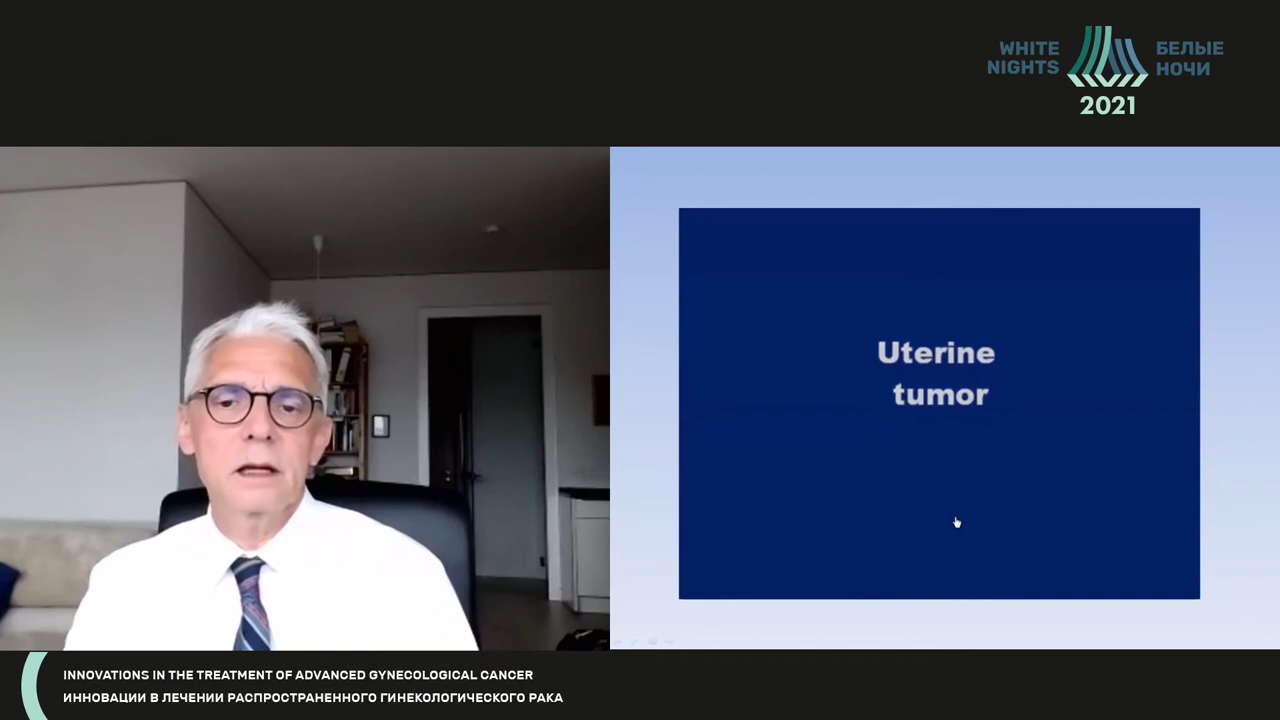 WHITE
NIGHTS
БЕЛЫЕ
НОЧИ
2021
Uterine
tumor
INNOVATIONS IN THE TREATMENT OF ADVANCED GYNECOLOGICAL CANCER
ИННОВАЦИИ В ЛЕЧЕНИИ РАСПРОСТРАНЕННОГО ГИНЕКОЛОГИЧЕСКОГО РАКА